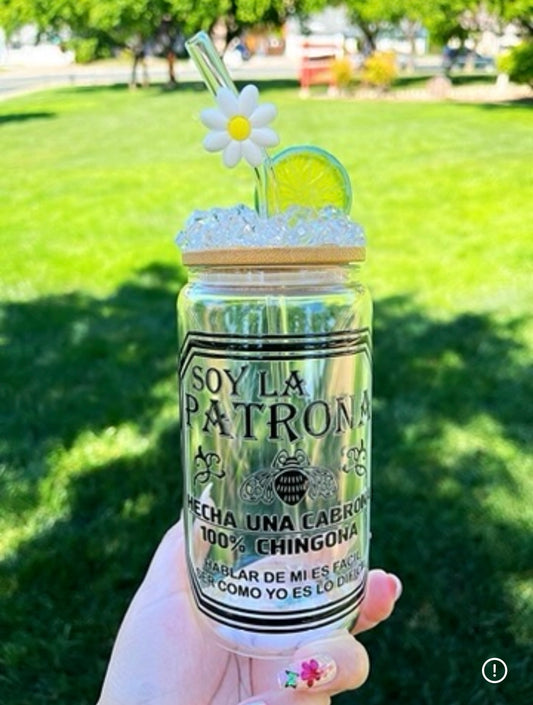 SOY LA
PATRONA
HECHA UNA CABRONA
100% CHINGONA
HABLAR DE MI ES FACIL
SER COMO YO ES LO DIFICIL